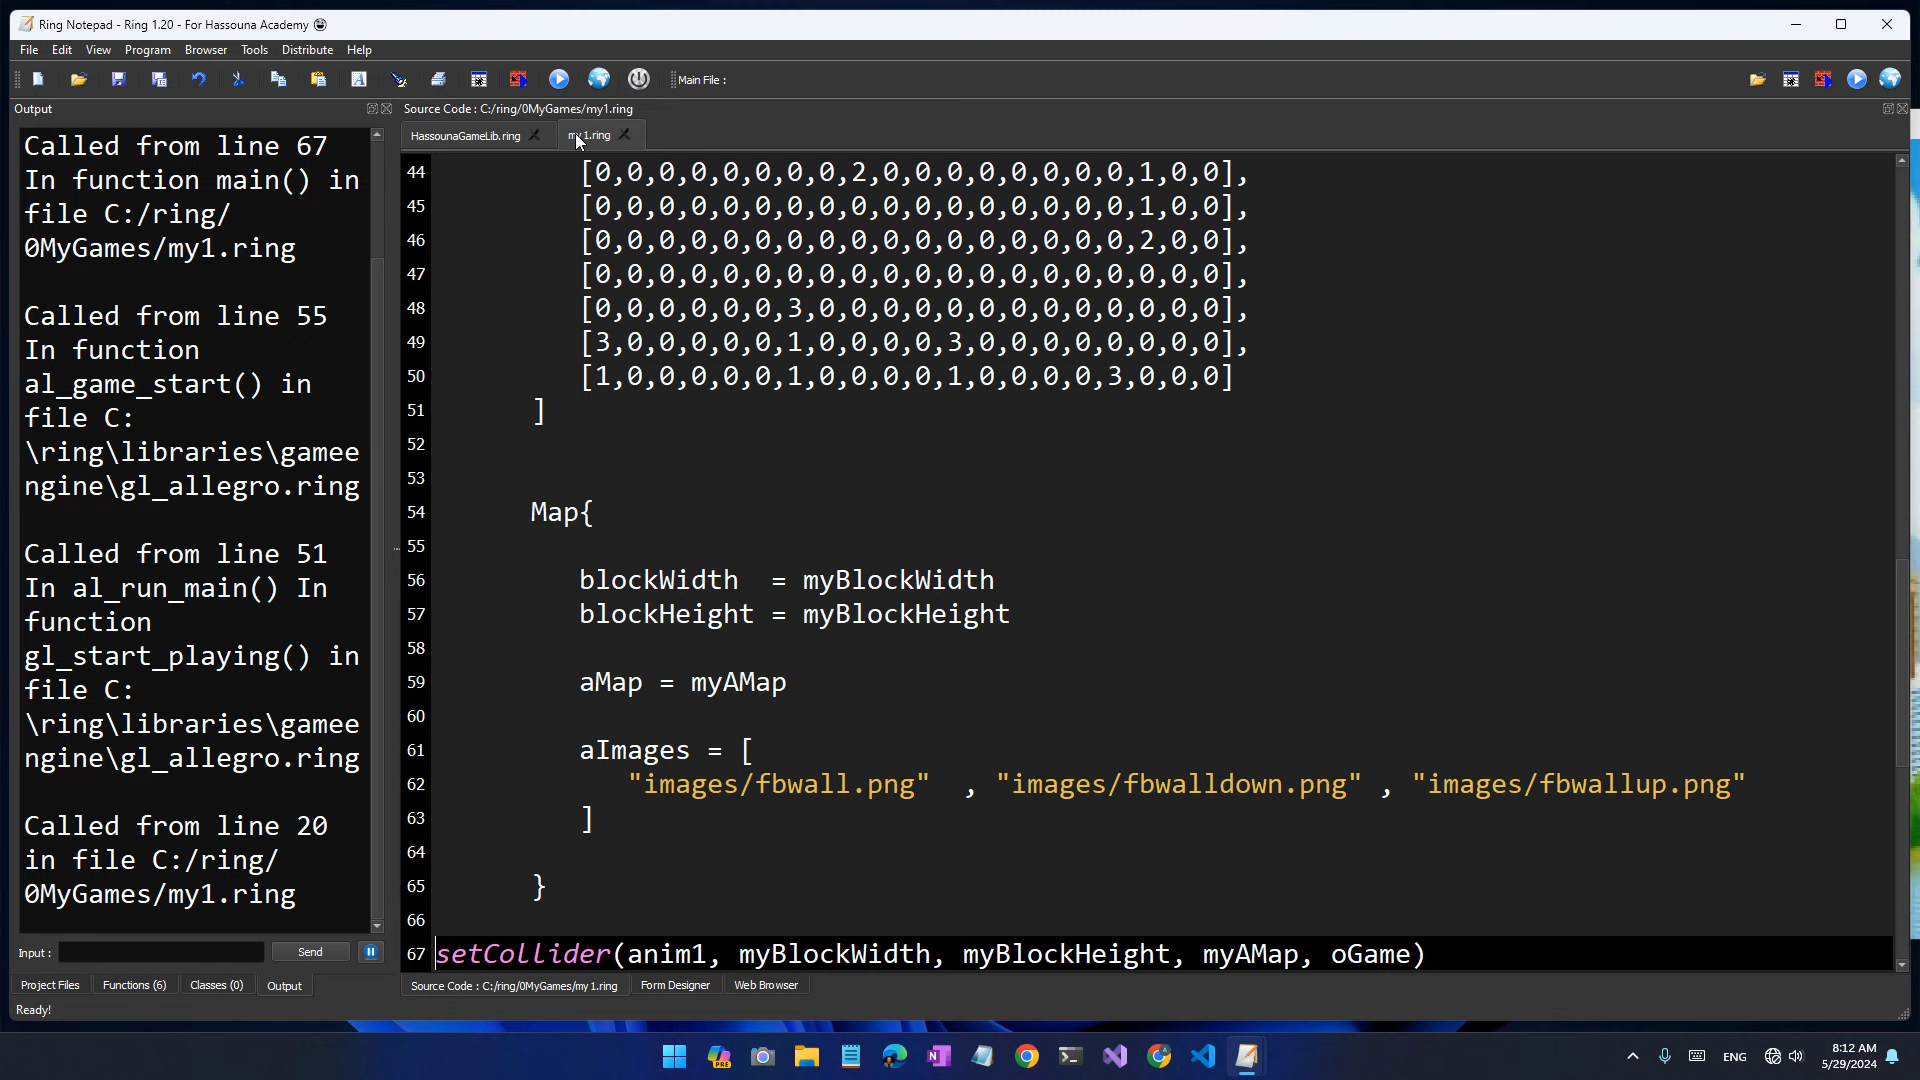 Ring Notepad - Ring 1.20 - For Hassouna Academy 😀
File Edit View Program Browser Tools Distribute Help
Main File :
Output
Called from line 67
In function main() in
file C:/ring/
0MyGames/my1.ring
Called from line 55
In function
al_game_start() in
file C:
\ring\libraries\gamee
ngine\gl_allegro.ring
Called from line 51
In al_run_main() In
function
gl_start_playing() in
file C:
\ring\libraries\gamee
ngine\gl_allegro.ring
Called from line 20
in file C:/ring/
0MyGames/my1.ring
Input : Send
Project Files Functions (6) Classes (0) Output
Source Code : C:/ring/0MyGames/my1.ring
HassounaGameLib.ring my1.ring
44 [0,0,0,0,0,0,0,0,2,0,0,0,0,0,0,0,0,1,0,0],
45 [0,0,0,0,0,0,0,0,0,0,0,0,0,0,0,0,0,1,0,0],
46 [0,0,0,0,0,0,0,0,0,0,0,0,0,0,0,0,0,2,0,0],
47 [0,0,0,0,0,0,0,0,0,0,0,0,0,0,0,0,0,0,0,0],
48 [0,0,0,0,0,0,3,0,0,0,0,0,0,0,0,0,0,0,0,0],
49 [3,0,0,0,0,0,1,0,0,0,0,3,0,0,0,0,0,0,0,0],
50 [1,0,0,0,0,0,1,0,0,0,0,1,0,0,0,0,3,0,0,0]
51 ]
52
53
54 Map{
55
56 blockWidth = myBlockWidth
57 blockHeight = myBlockHeight
58
59 aMap = myAMap
60
61 aImages = [
62 "images/fbwall.png" , "images/fbwalldown.png" , "images/fbwallup.png"
63 ]
64
65 }
66
67 setCollider(anim1, myBlockWidth, myBlockHeight, myAMap, oGame)
Source Code : C:/ring/0MyGames/my1.ring Form Designer Web Browser
Ready!
ENG
8:12 AM
5/29/2024